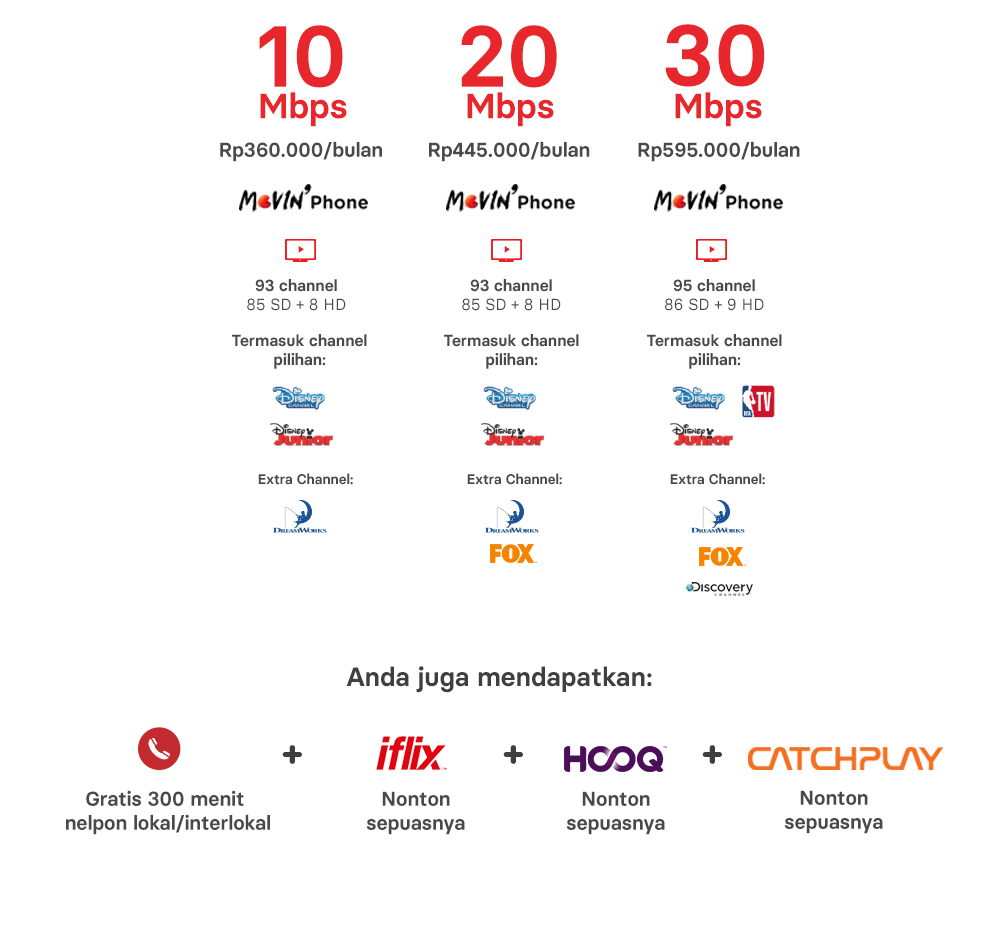 10 20 30
Mbps Mbps Mbps
Rp360.000/bulan Rp445.000/bulan Rp595.000/bulan
MOVIN' Phone MOVIN' Phone MOVIN' Phone
93 channel 93 channel 95 channel
85 SD + 8 HD 85 SD + 8 HD 86 SD + 9 HD
Termasuk channel Termasuk channel Termasuk channel
pilihan: pilihan: pilihan:
Disney Disney Disney NBA TV
CHANNEL CHANNEL CHANNEL
Disney Disney Disney
Junior Junior Junior
Extra Channel: Extra Channel: Extra Channel:
DREAMWORKS DREAMWORKS DREAMWORKS
FOX FOX
Discovery
CHANNEL
Anda juga mendapatkan:
+ iflix + HOOQ + CATCHPLAY
Gratis 300 menit Nonton Nonton Nonton
nelpon lokal/interlokal sepuasnya sepuasnya sepuasnya